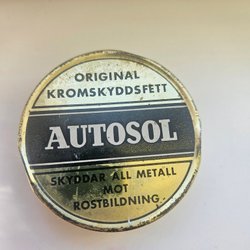 ORIGINAL
KROMSKYDDSFETT
AUTOSOL
SKYDDAR ALL METALL
MOT
ROSTBILDNING